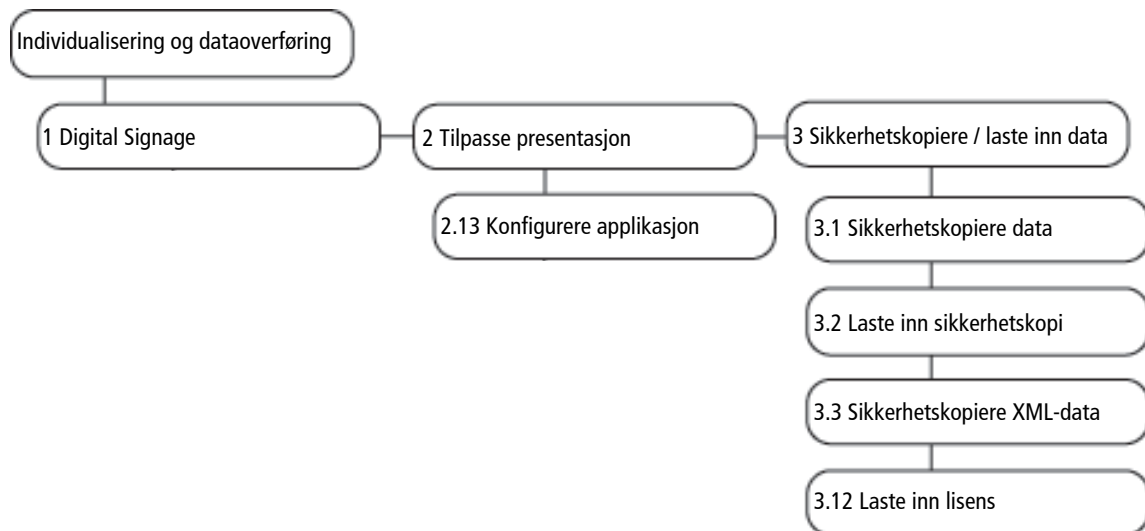 Individualisering og dataoverføring
1 Digital Signage
2 Tilpasse presentasjon
3 Sikkerhetskopiere / laste inn data
2.13 Konfigurere applikasjon
3.1 Sikkerhetskopiere data
3.2 Laste inn sikkerhetskopi
3.3 Sikkerhetskopiere XML-data
3.12 Laste inn lisens